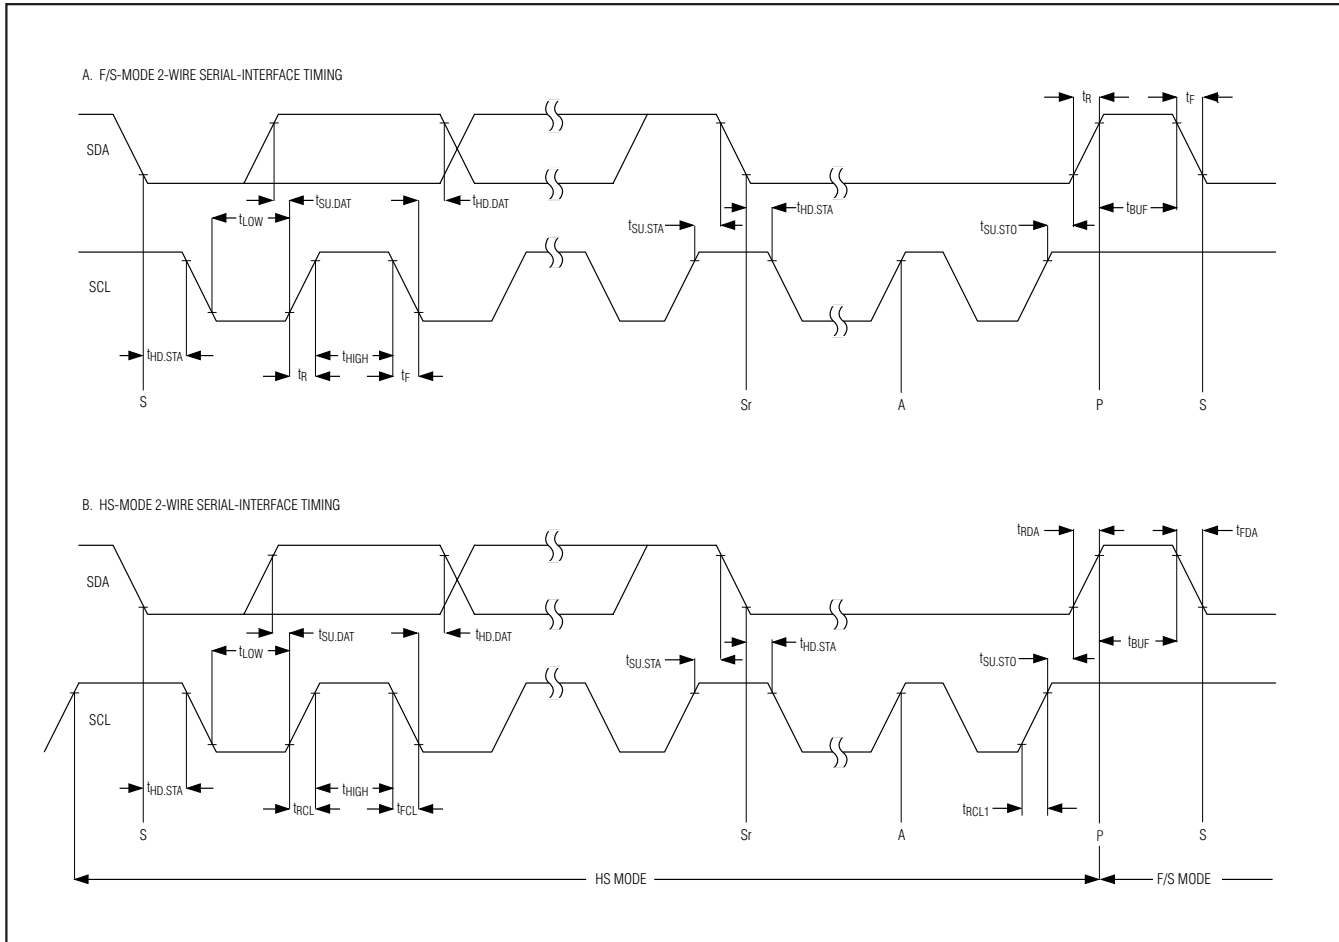 A. F/S-MODE 2-WIRE SERIAL-INTERFACE TIMING
tR
tF
SDA
tSU.DAT
tHD.DAT
tHD.STA
tLOW
tBUF
tSU.STA
tSU.STO
SCL
tHD.STA
tHIGH
tR
tF
S
Sr
A
P
S
B. HS-MODE 2-WIRE SERIAL-INTERFACE TIMING
tRDA
tFDA
SDA
tSU.DAT
tHD.DAT
tHD.STA
tLOW
tBUF
tSU.STA
tSU.STO
SCL
tHD.STA
tHIGH
tRCL
tFCL
tRCL1
S
Sr
A
P
S
HS MODE
F/S MODE